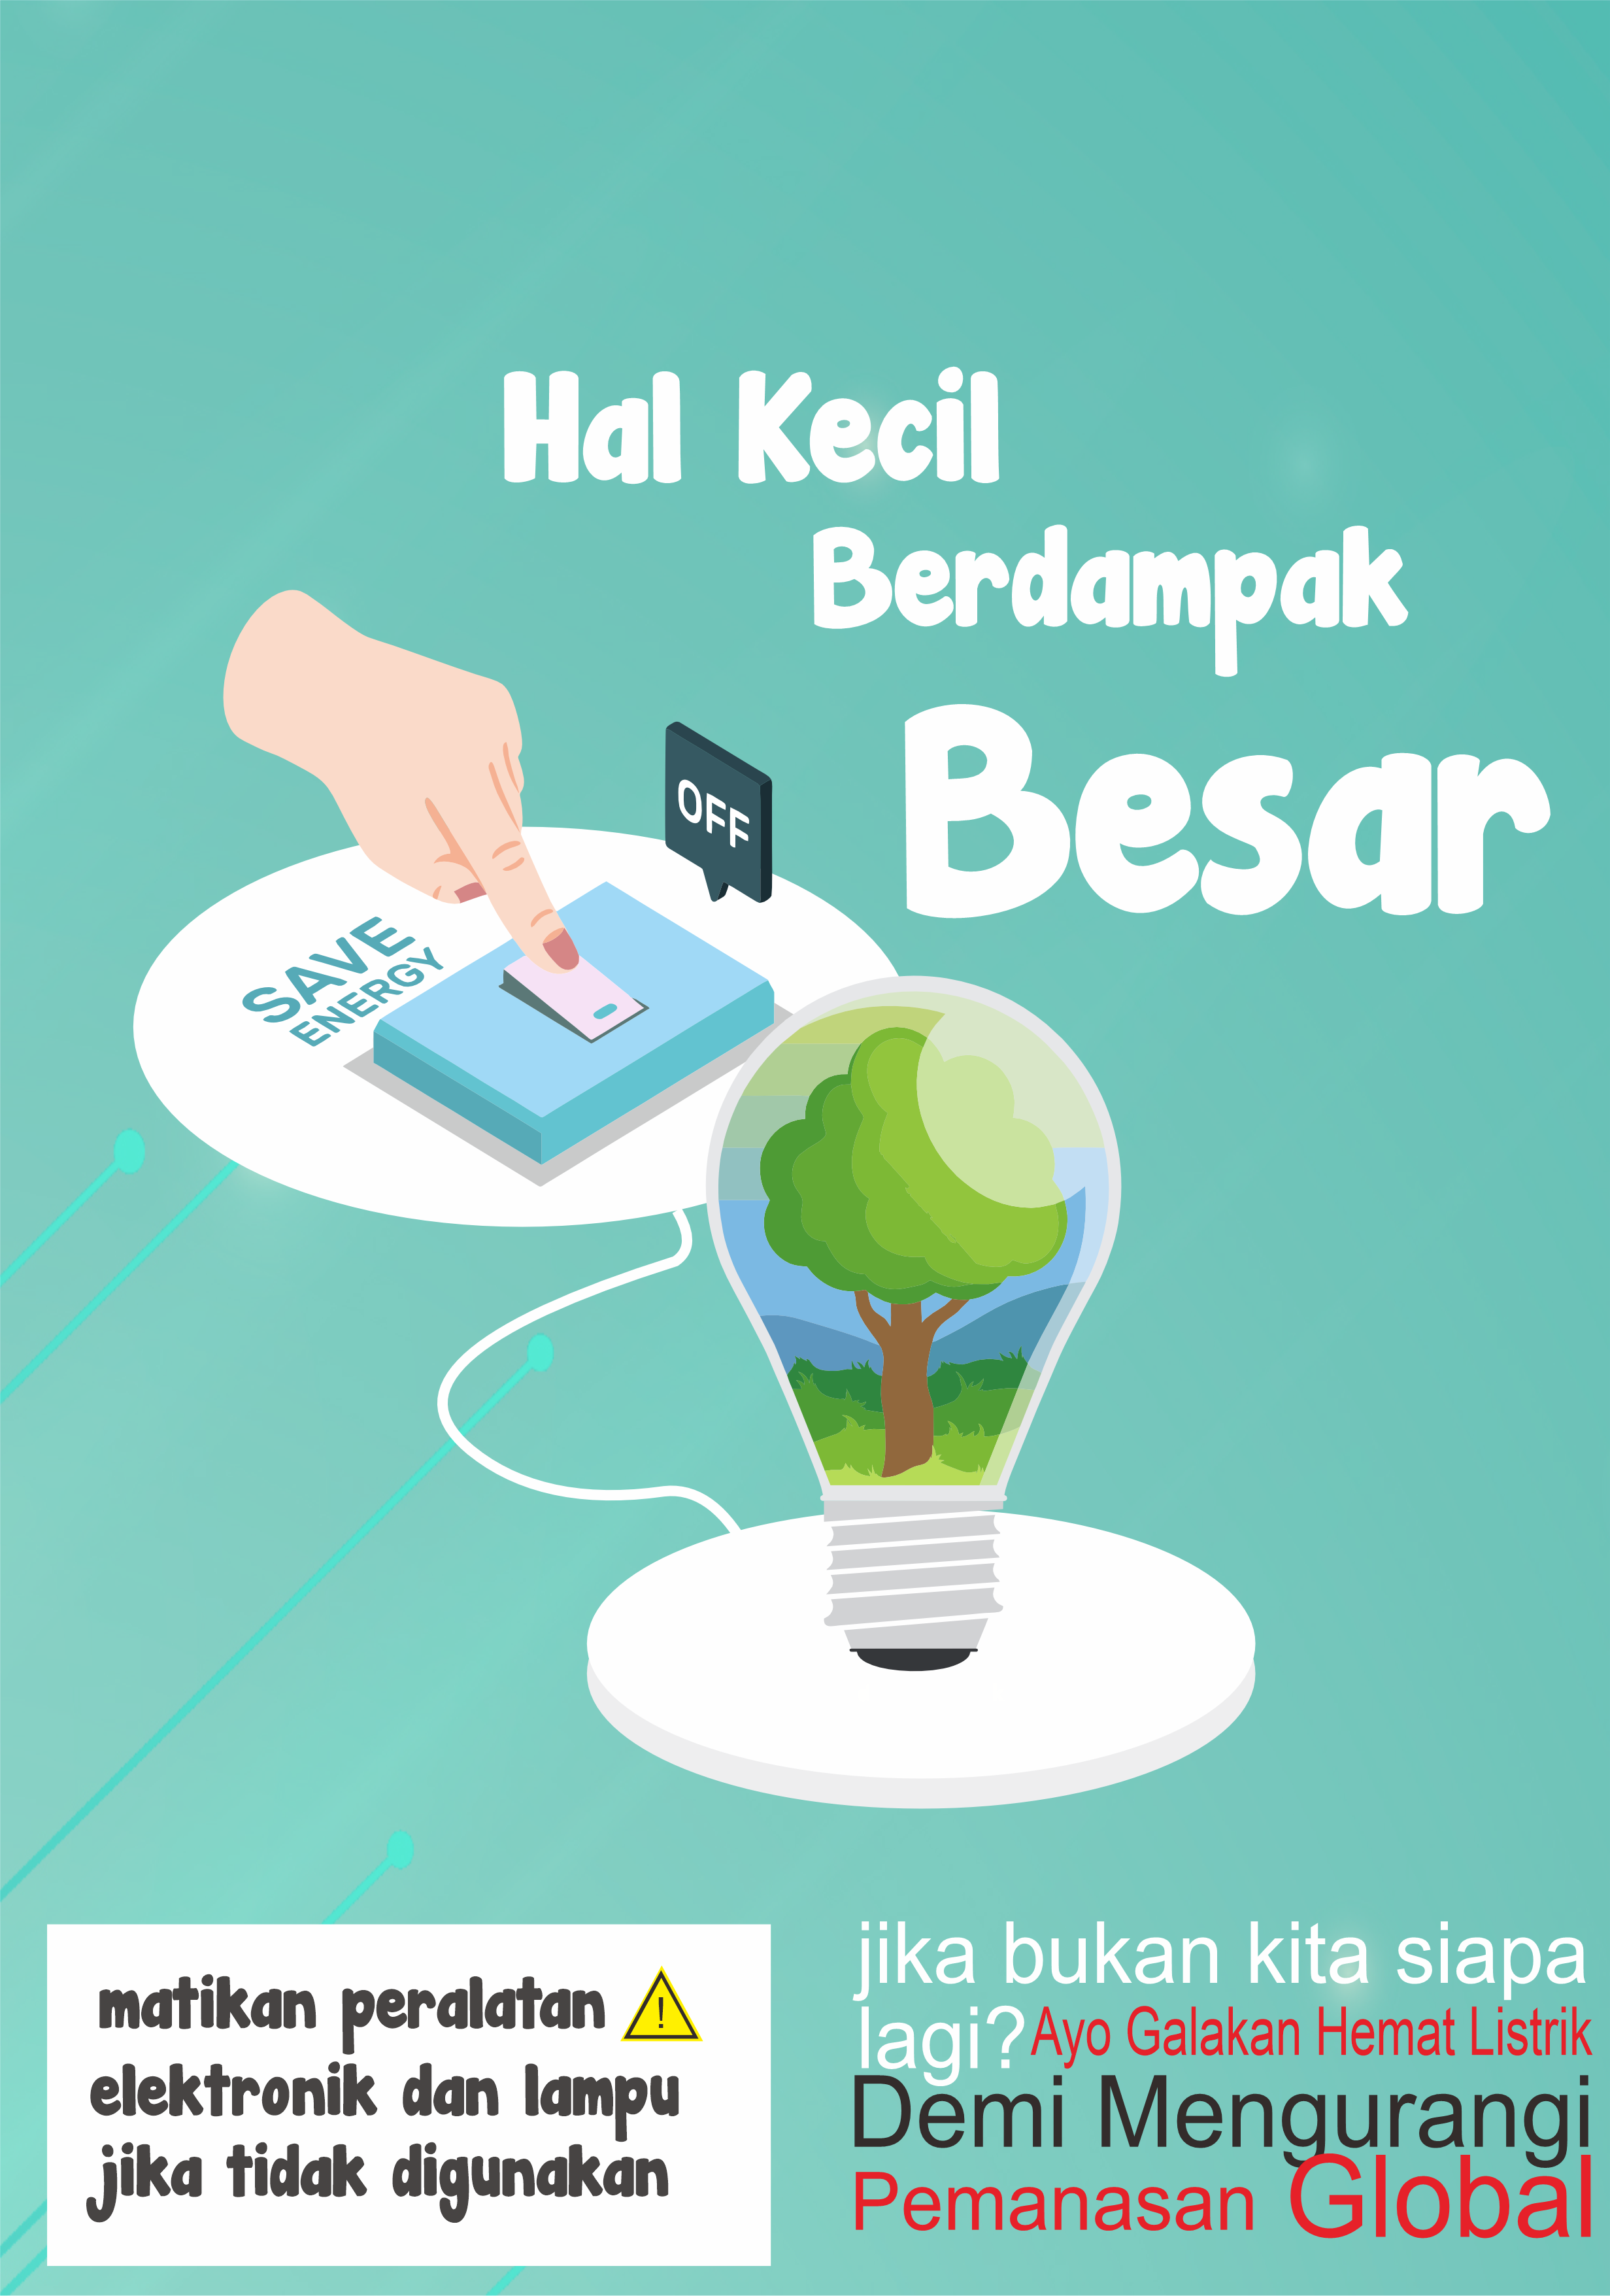 Hal Kecil
Berdampak
Besar
OFF
SAVE
ENERGY
matikan peralatan
elektronik dan lampu
jika tidak digunakan
!
jika bukan kita siapa
lagi? Ayo Galakan Hemat Listrik
Demi Mengurangi
Pemanasan Global